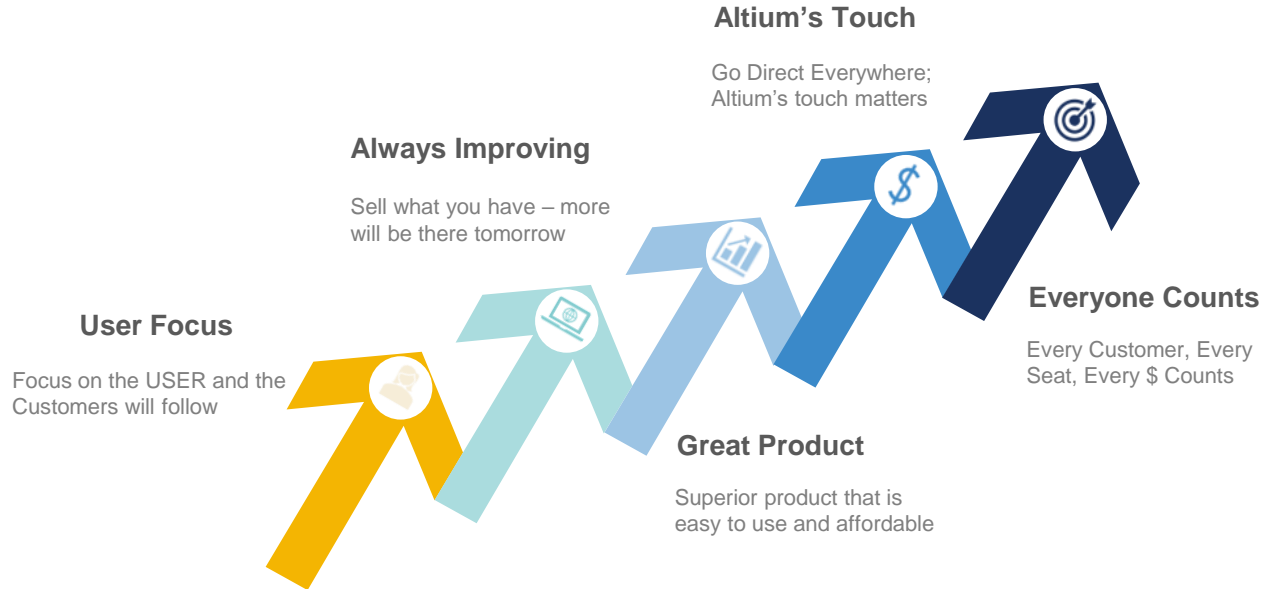 Altium’s Touch
Go Direct Everywhere;
Altium’s touch matters
Always Improving
Sell what you have – more
will be there tomorrow
User Focus
Focus on the USER and the
Customers will follow
Everyone Counts
Every Customer, Every
Seat, Every $ Counts
Great Product
Superior product that is
easy to use and affordable
$